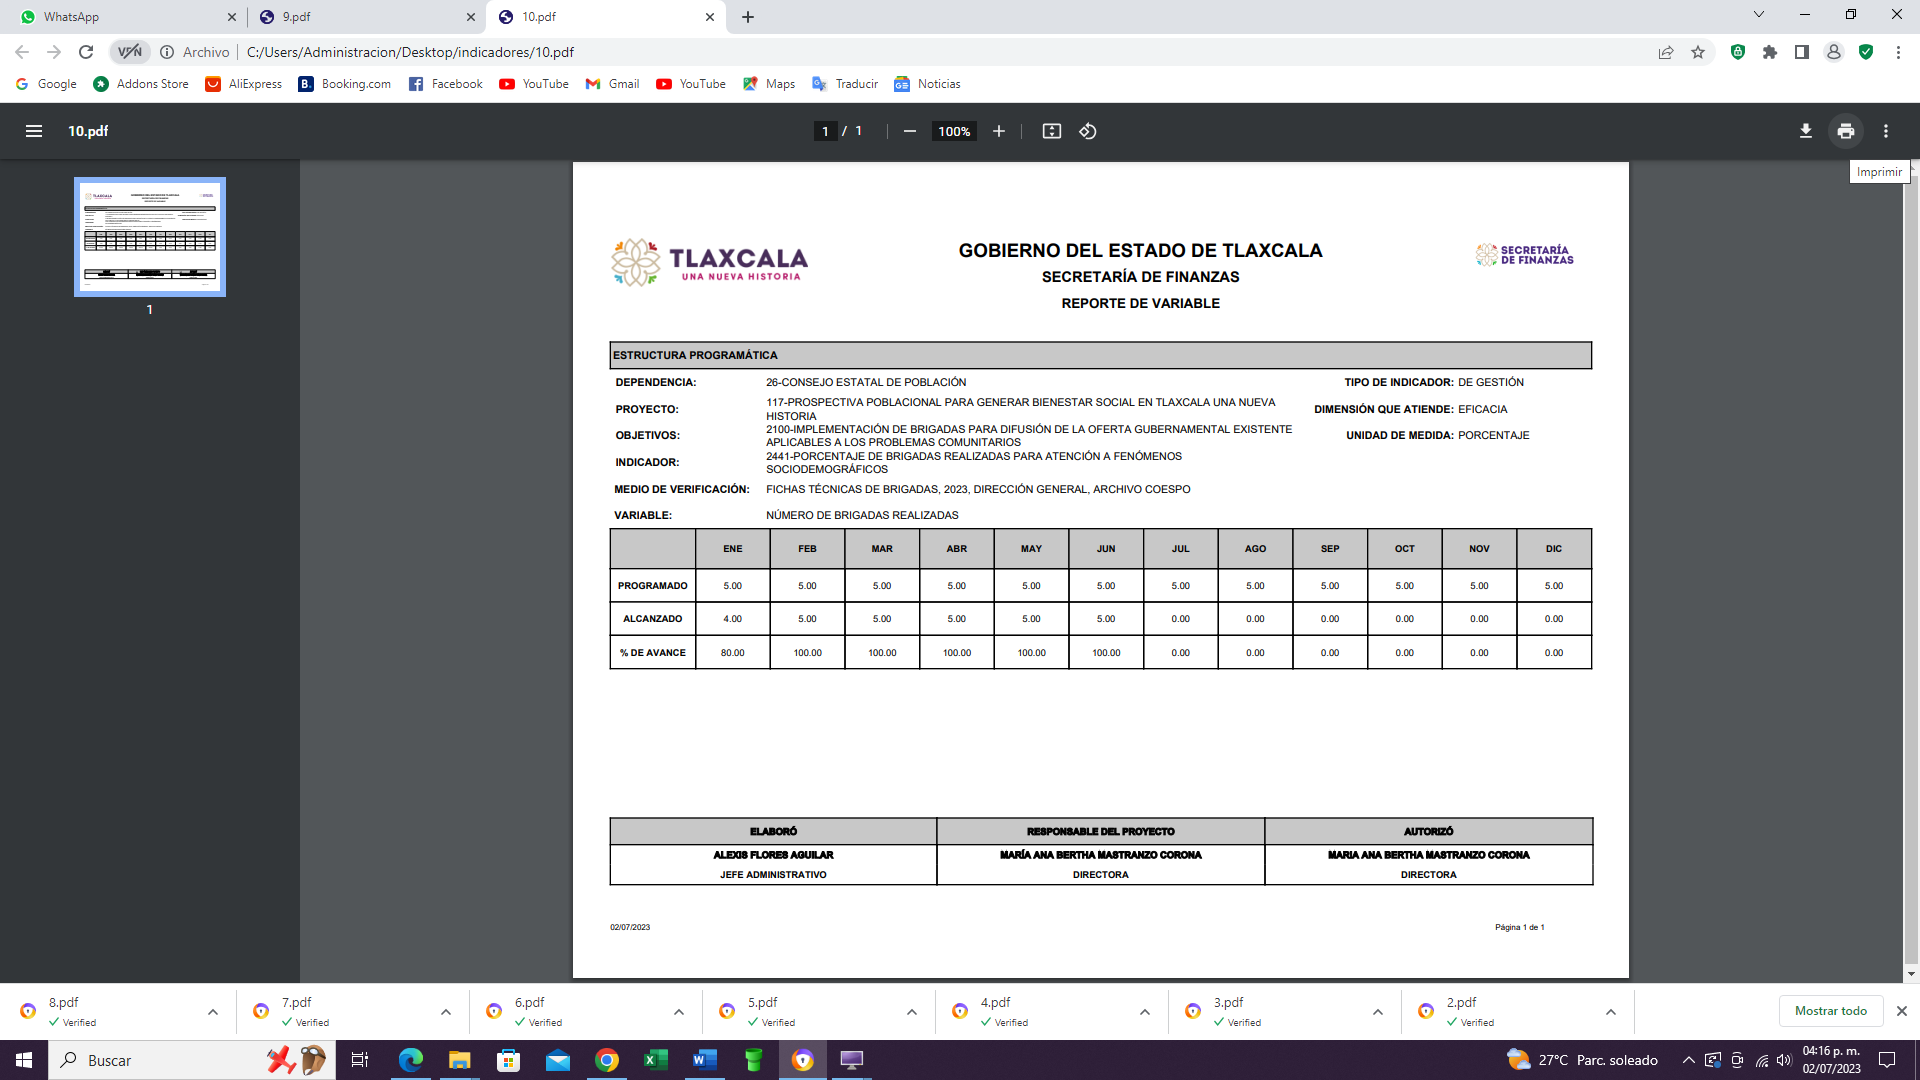 WhatsApp
9.pdf
10.pdf
VPN
Archivo
C:/Users/Administracion/Desktop/indicadores/10.pdf
Google
Addons Store
AliExpress
Booking.com
Facebook
YouTube
Gmail
YouTube
Maps
Traducir
Noticias
10.pdf
1 / 1
100%
Imprimir
1
TLAXCALA
UNA NUEVA HISTORIA
GOBIERNO DEL ESTADO DE TLAXCALA
SECRETARÍA DE FINANZAS
REPORTE DE VARIABLE
SECRETARÍA
DE FINANZAS
ESTRUCTURA PROGRAMÁTICA
DEPENDENCIA: 26-CONSEJO ESTATAL DE POBLACIÓN TIPO DE INDICADOR: DE GESTIÓN
PROYECTO: 117-PROSPECTIVA POBLACIONAL PARA GENERAR BIENESTAR SOCIAL EN TLAXCALA UNA NUEVA
HISTORIA
DIMENSIÓN QUE ATIENDE: EFICACIA
OBJETIVOS: 2100-IMPLEMENTACIÓN DE BRIGADAS PARA DIFUSIÓN DE LA OFERTA GUBERNAMENTAL EXISTENTE
APLICABLES A LOS PROBLEMAS COMUNITARIOS
UNIDAD DE MEDIDA: PORCENTAJE
INDICADOR: 2441-PORCENTAJE DE BRIGADAS REALIZADAS PARA ATENCIÓN A FENÓMENOS
SOCIODEMOGRÁFICOS
MEDIO DE VERIFICACIÓN: FICHAS TÉCNICAS DE BRIGADAS, 2023, DIRECCIÓN GENERAL, ARCHIVO COESPO
VARIABLE: NÚMERO DE BRIGADAS REALIZADAS
ENE FEB MAR ABR MAY JUN JUL AGO SEP OCT NOV DIC
PROGRAMADO 5.00 5.00 5.00 5.00 5.00 5.00 5.00 5.00 5.00 5.00 5.00 5.00
ALCANZADO 4.00 5.00 5.00 5.00 5.00 5.00 0.00 0.00 0.00 0.00 0.00 0.00
% DE AVANCE 80.00 100.00 100.00 100.00 100.00 100.00 0.00 0.00 0.00 0.00 0.00 0.00
ELABORÓ RESPONSABLE DEL PROYECTO AUTORIZÓ
ALEXIS FLORES AGUILAR MARÍA ANA BERTHA MASTRANZO CORONA MARIA ANA BERTHA MASTRANZO CORONA
JEFE ADMINISTRATIVO DIRECTORA DIRECTORA
02/07/2023 Página 1 de 1
8.pdf
Verified
7.pdf
Verified
6.pdf
Verified
5.pdf
Verified
4.pdf
Verified
3.pdf
Verified
2.pdf
Verified
Mostrar todo
Buscar
27°C Parc. soleado
04:16 p. m.
02/07/2023